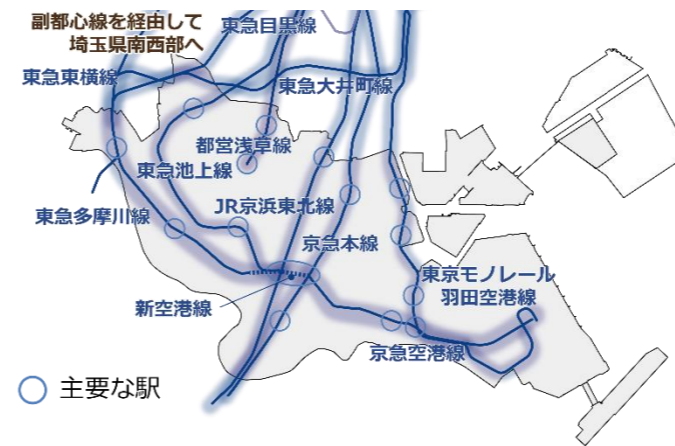 副都心線を経由して
埼玉県南西部へ
東急目黒線
東急東横線
東急大井町線
都営浅草線
東急池上線
東急多摩川線
JR京浜東北線
京急本線
東京モノレール
羽田空港線
新空港線
京急空港線
主要な駅